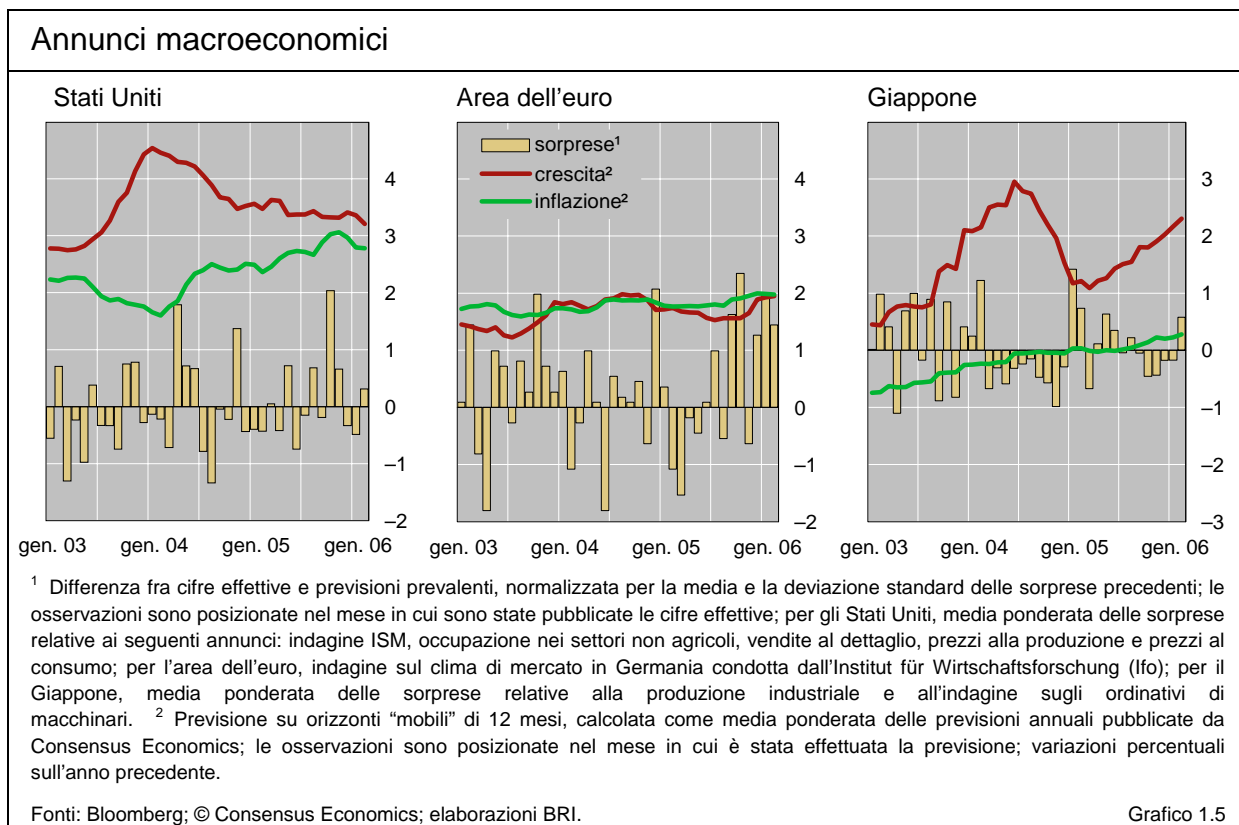 Annunci macroeconomici
Stati Uniti
Area dell’euro
Giappone
4
3
2
1
0
–1
–2
gen. 03
gen. 04
gen. 05
gen. 06
sorprese¹
crescita²
inflazione²
4
3
2
1
0
–1
–2
gen. 03
gen. 04
gen. 05
gen. 06
3
2
1
0
–1
–2
–3
gen. 03
gen. 04
gen. 05
gen. 06
¹ Differenza fra cifre effettive e previsioni prevalenti, normalizzata per la media e la deviazione standard delle sorprese precedenti; le
osservazioni sono posizionate nel mese in cui sono state pubblicate le cifre effettive; per gli Stati Uniti, media ponderata delle sorprese
relative ai seguenti annunci: indagine ISM, occupazione nei settori non agricoli, vendite al dettaglio, prezzi alla produzione e prezzi al
consumo; per l’area dell’euro, indagine sul clima di mercato in Germania condotta dall’Institut für Wirtschaftsforschung (Ifo); per il
Giappone, media ponderata delle sorprese relative alla produzione industriale e all’indagine sugli ordinativi di
macchinari. ² Previsione su orizzonti “mobili” di 12 mesi, calcolata come media ponderata delle previsioni annuali pubblicate da
Consensus Economics; le osservazioni sono posizionate nel mese in cui è stata effettuata la previsione; variazioni percentuali
sull’anno precedente.
Fonti: Bloomberg; © Consensus Economics; elaborazioni BRI.
Grafico 1.5